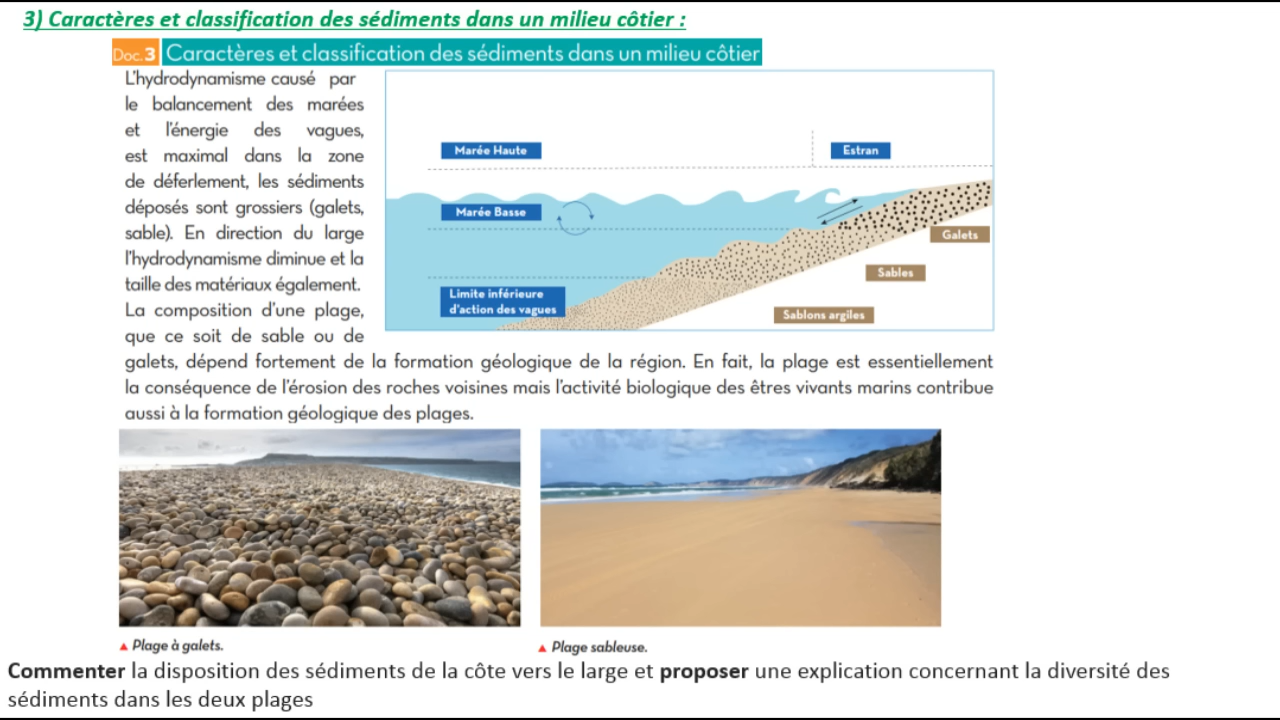 3) Caractères et classification des sédiments dans un milieu côtier :
Doc.3 Caractères et classification des sédiments dans un milieu côtier
L'hydrodynamisme causé par
le balancement des marées
et l'énergie des vagues,
est maximal dans la zone
de déferlement, les sédiments
déposés sont grossiers (galets,
sable). En direction du large
l'hydrodynamisme diminue et la
taille des matériaux également.
La composition d'une plage,
que ce soit de sable ou de
galets, dépend fortement de la formation géologique de la région. En fait, la plage est essentiellement
la conséquence de l'érosion des roches voisines mais l'activité biologique des êtres vivants marins contribue
aussi à la formation géologique des plages.
Marée Haute
Estran
Marée Basse
Galets
Sables
Limite inférieure
d'action des vagues
Sablons argiles
▲ Plage à galets.
▲ Plage sableuse.
Commenter la disposition des sédiments de la côte vers le large et proposer une explication concernant la diversité des
sédiments dans les deux plages